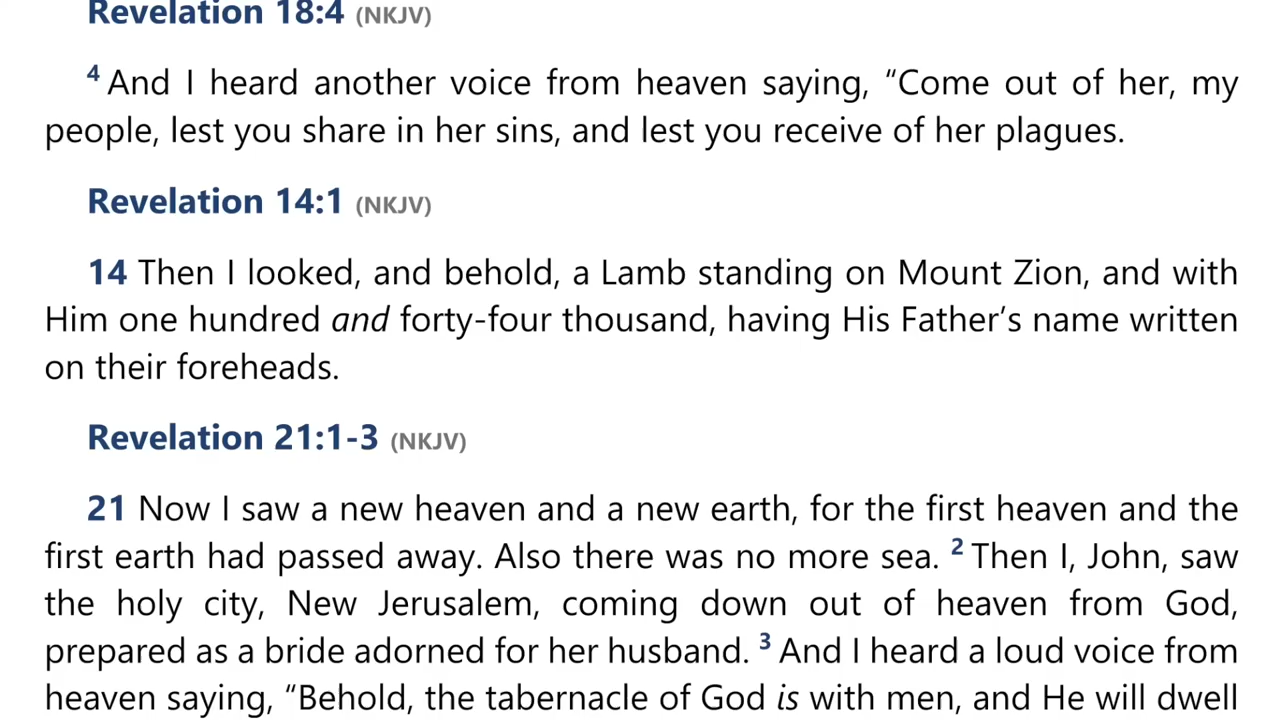 Revelation 18:4 (NKJV)
4 And I heard another voice from heaven saying, “Come out of her, my
people, lest you share in her sins, and lest you receive of her plagues.
Revelation 14:1 (NKJV)
14 Then I looked, and behold, a Lamb standing on Mount Zion, and with
Him one hundred and forty-four thousand, having His Father’s name written
on their foreheads.
Revelation 21:1-3 (NKJV)
21 Now I saw a new heaven and a new earth, for the first heaven and the
first earth had passed away. Also there was no more sea. 2 Then I, John, saw
the holy city, New Jerusalem, coming down out of heaven from God,
prepared as a bride adorned for her husband. 3 And I heard a loud voice from
heaven saying, “Behold, the tabernacle of God is with men, and He will dwell